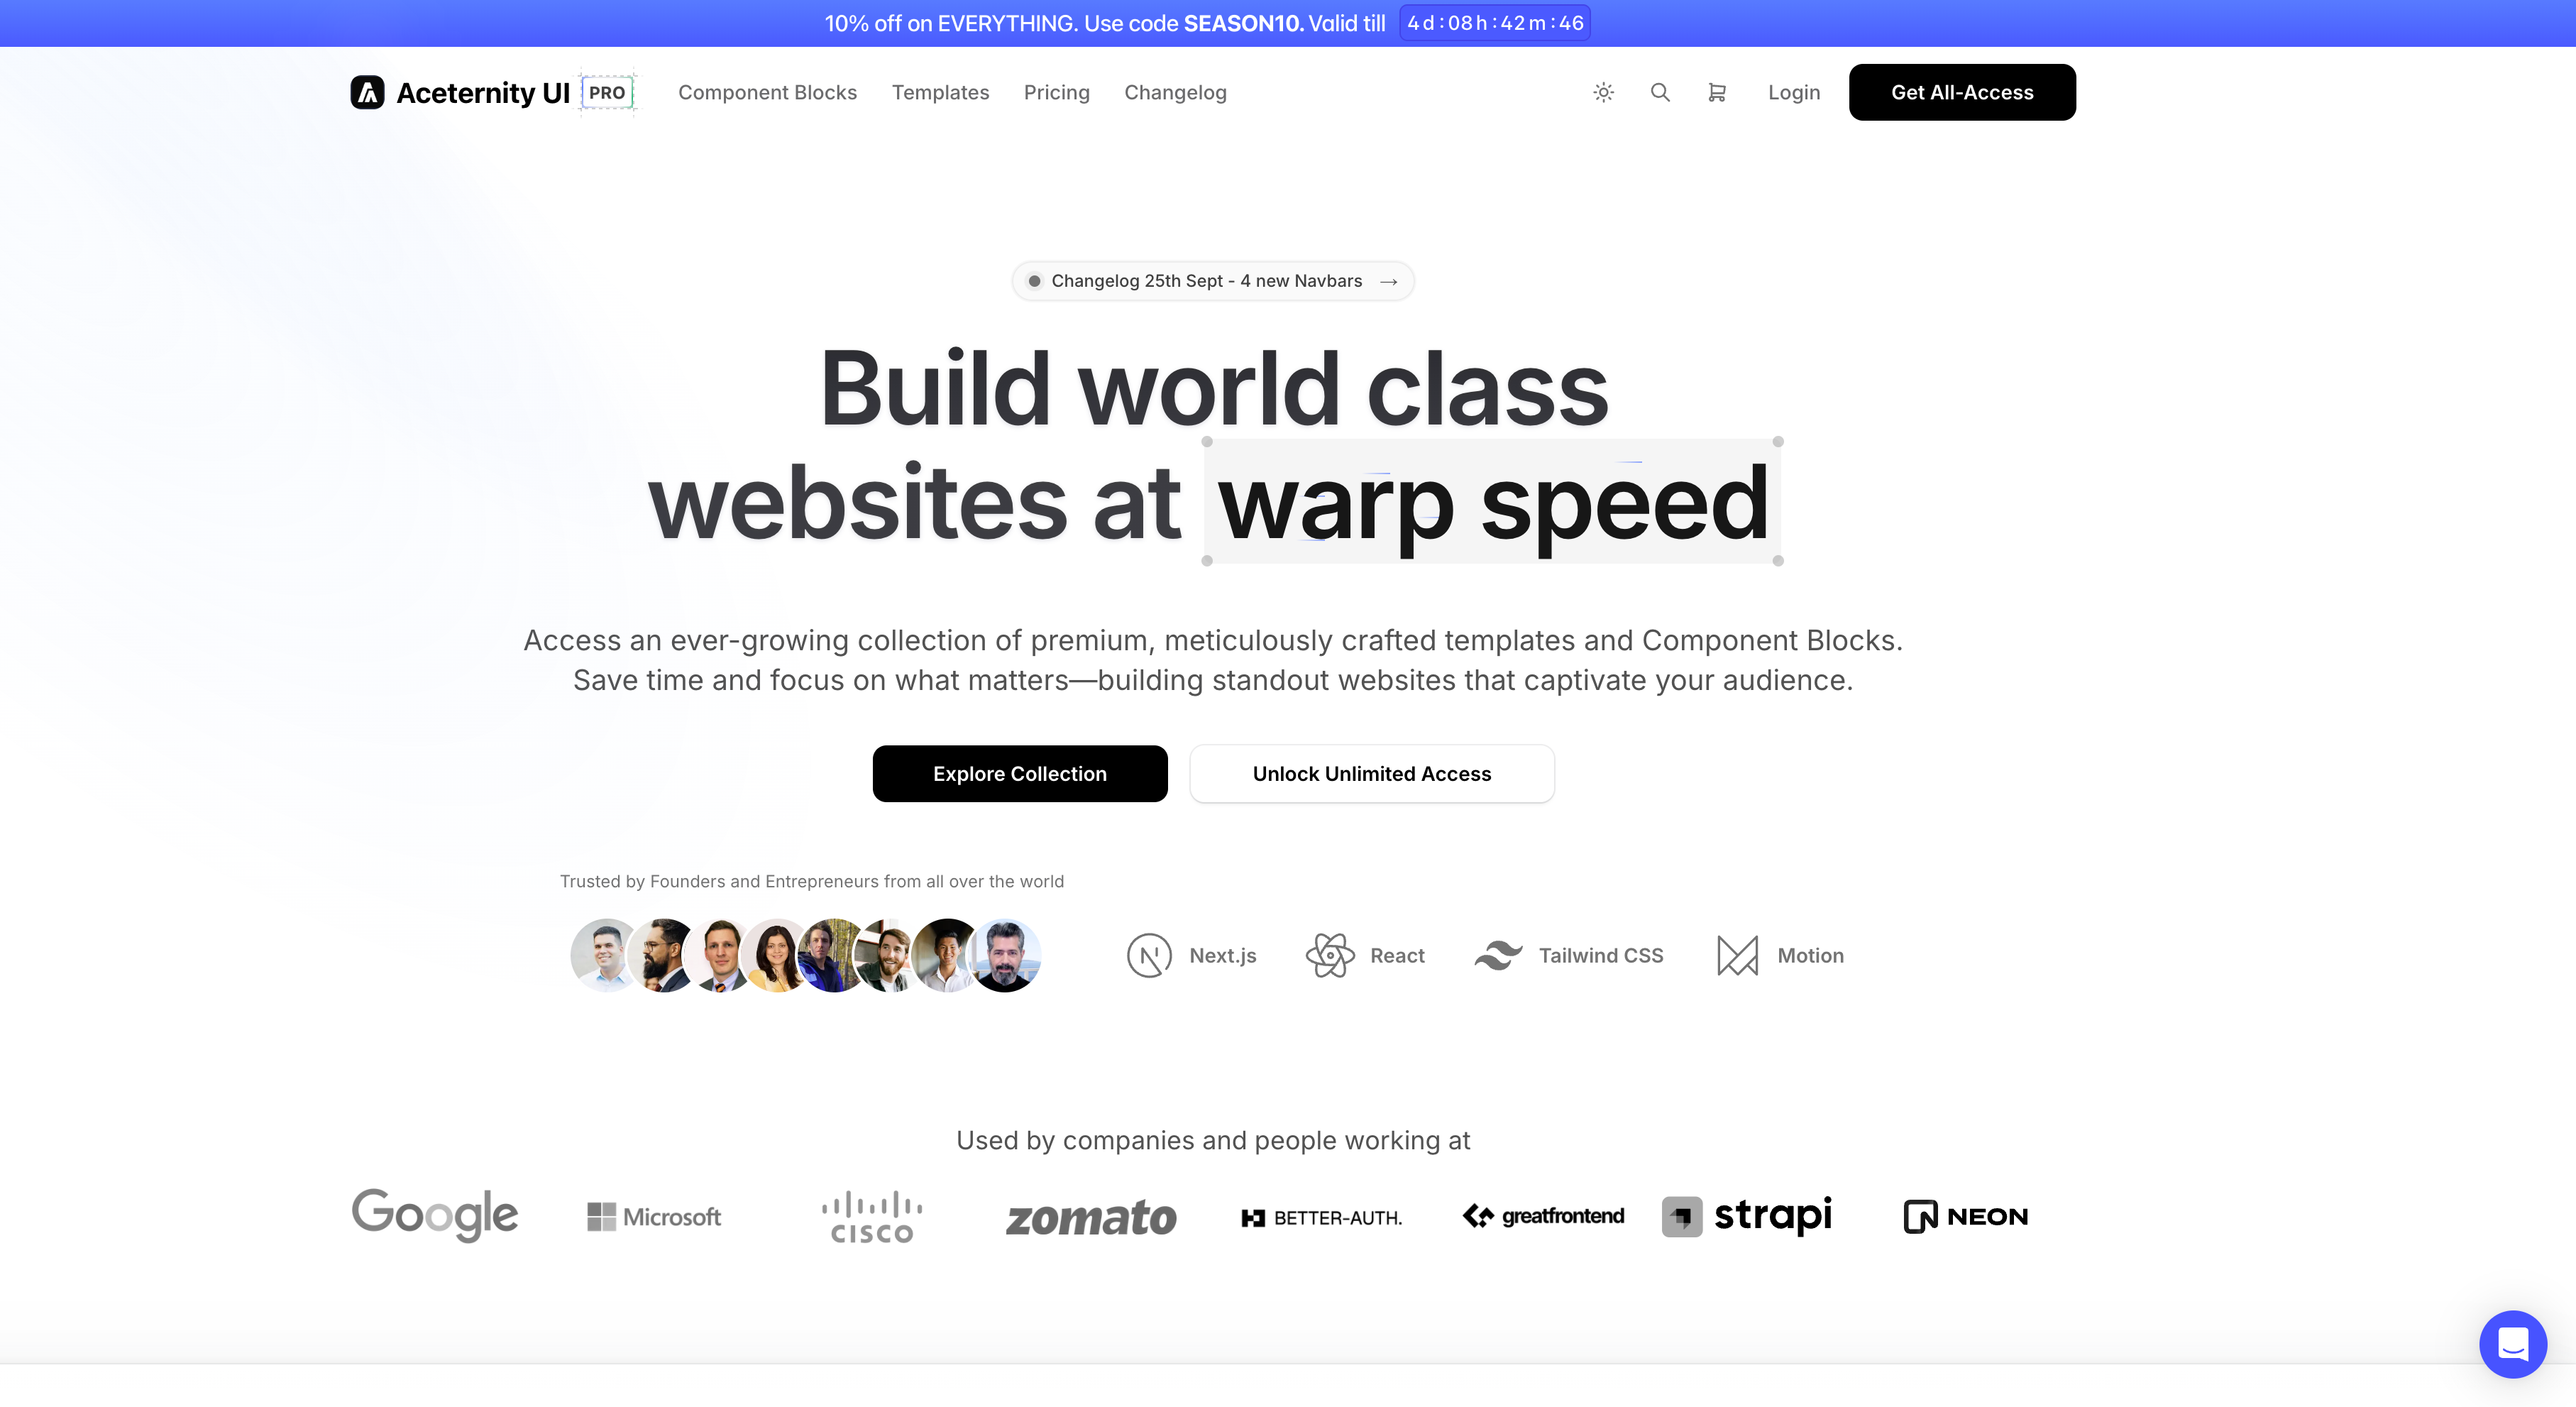 10% off on EVERYTHING. Use code SEASON10. Valid till 4d:08h:42m:46
Aceternity UI PRO Component Blocks Templates Pricing Changelog Login Get All-Access
Changelog 25th Sept - 4 new Navbars →
Build world class
websites at warp speed
Access an ever-growing collection of premium, meticulously crafted templates and Component Blocks.
Save time and focus on what matters—building standout websites that captivate your audience.
Explore Collection Unlock Unlimited Access
Trusted by Founders and Entrepreneurs from all over the world
Next.js React Tailwind CSS Motion
Used by companies and people working at
Google Microsoft CISCO zomato BETTER-AUTH. greatfrontend strapi NEON